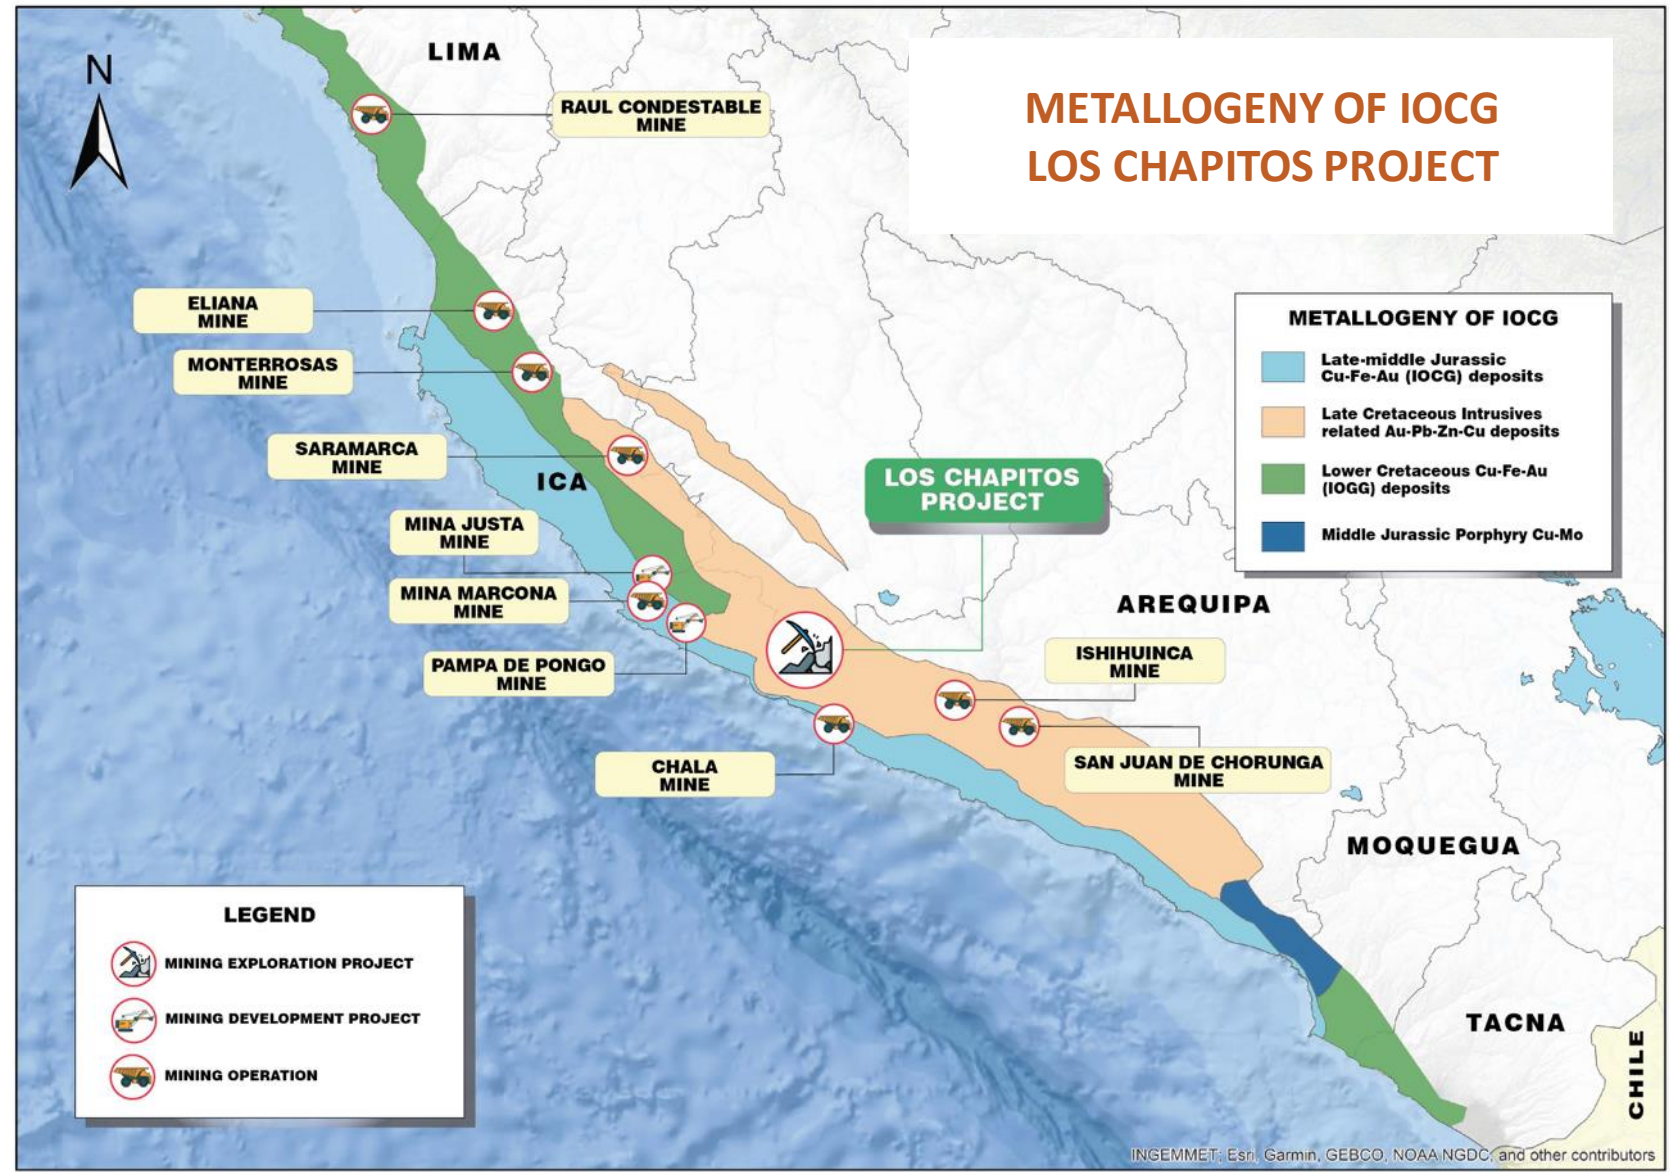 METALLOGENY OF IOCG
LOS CHAPITOS PROJECT
N
LIMA
RAUL CONDESTABLE
MINE
ELIANA
MINE
MONTERROSAS
MINE
SARAMARCA
MINE
ICA
MINA JUSTA
MINE
MINA MARCONA
MINE
PAMPA DE PONGO
MINE
CHALA
MINE
LOS CHAPITOS
PROJECT
AREQUIPA
ISHIHUINCA
MINE
SAN JUAN DE CHORUNGA
MINE
MOQUEGUA
TACNA
CHILE
METALLOGENY OF IOCG
Late-middle Jurassic
Cu-Fe-Au (IOCG) deposits
Late Cretaceous Intrusives
related Au-Pb-Zn-Cu deposits
Lower Cretaceous Cu-Fe-Au
(IOGG) deposits
Middle Jurassic Porphyry Cu-Mo
LEGEND
MINING EXPLORATION PROJECT
MINING DEVELOPMENT PROJECT
MINING OPERATION
INGEMMET; Esri, Garmin, GEBCO, NOAA NGDC, and other contributors